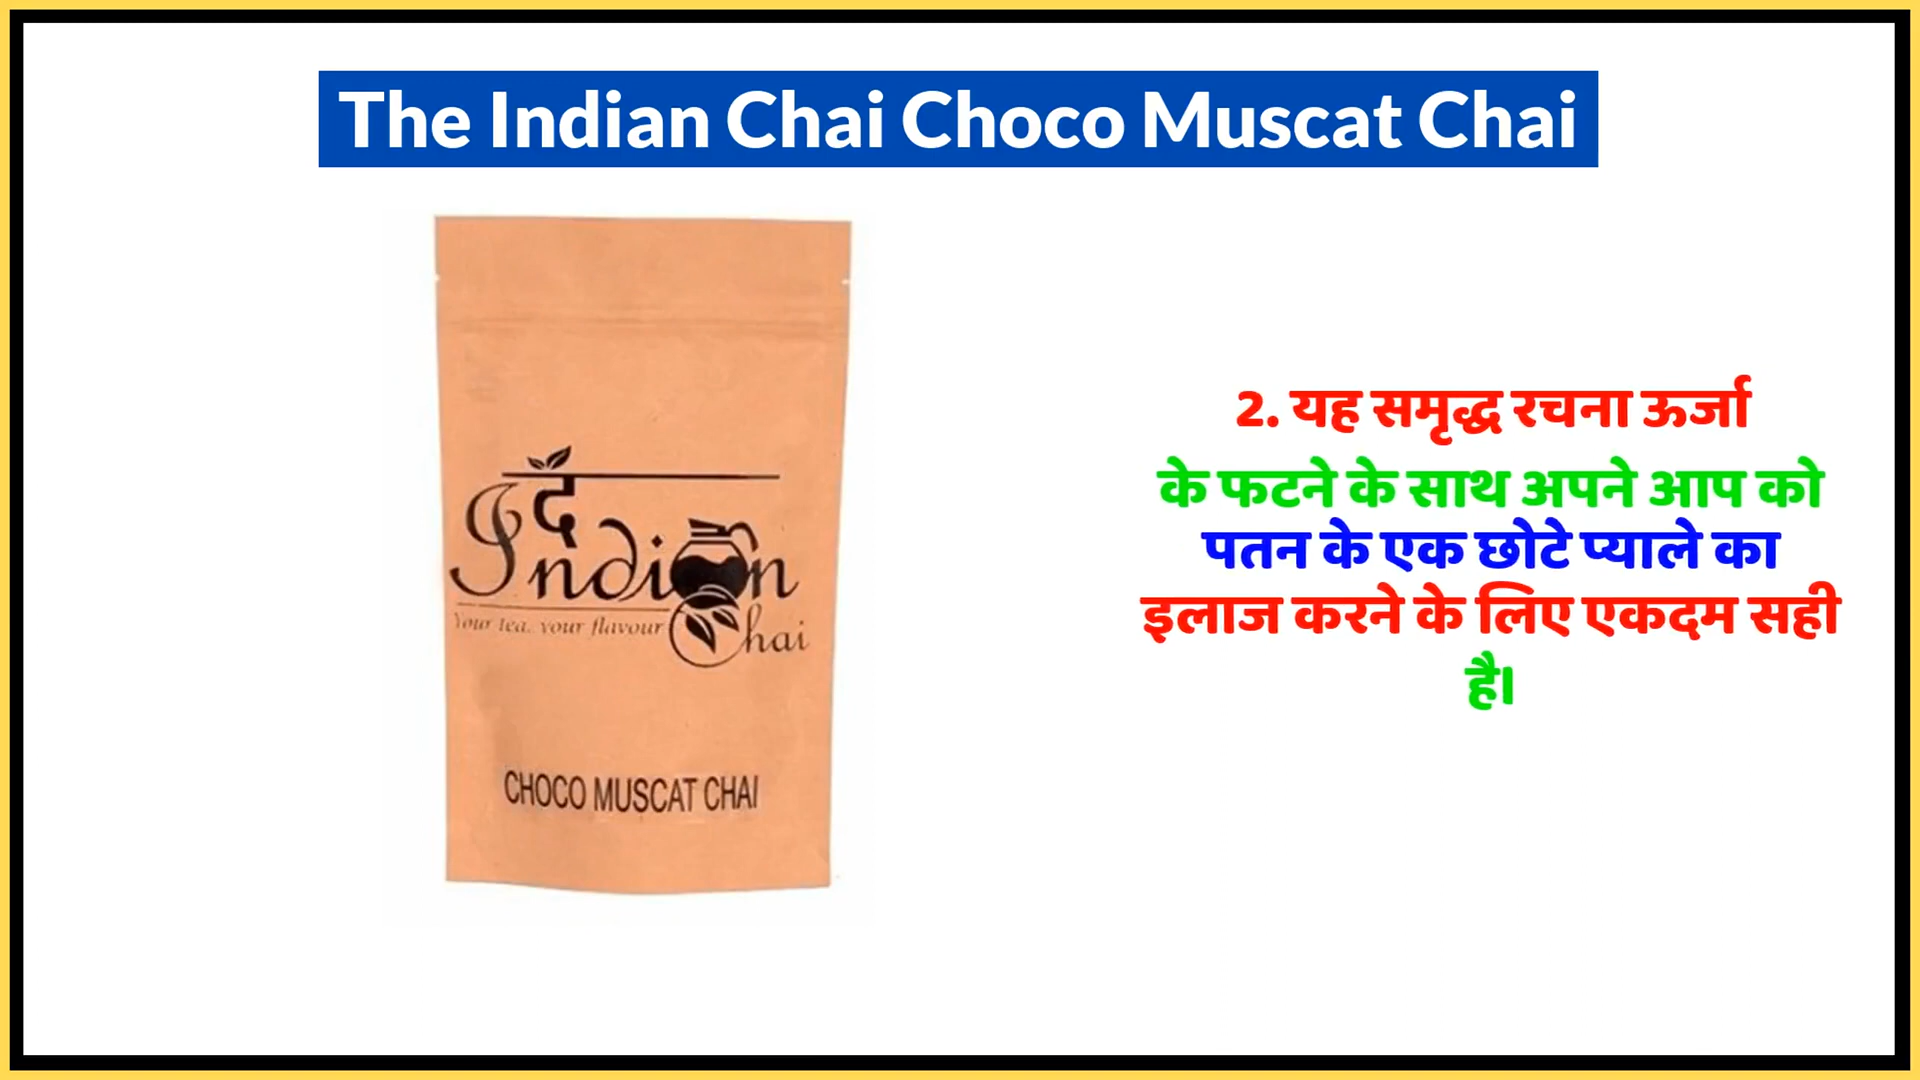 The Indian Chai Choco Muscat Chai
द
Indian
Your tea. your flavour
Chai
CHOCO MUSCAT CHAI
2. यह समृद्ध रचना ऊर्जा
के फटने के साथ अपने आप को
पतन के एक छोटे प्याले का
इलाज करने के लिए एकदम सही
है।